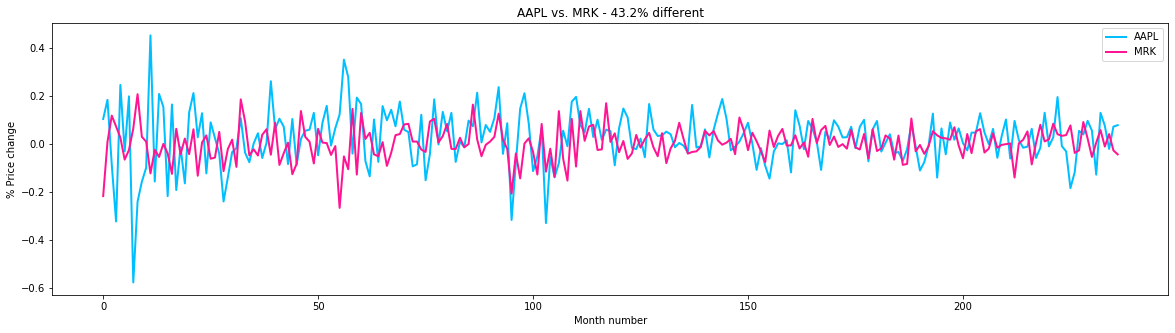 AAPL vs. MRK - 43.2% different
AAPL
MRK
% Price change
0.4
0.2
0.0
−0.2
−0.4
−0.6
0
50
100
150
200
Month number